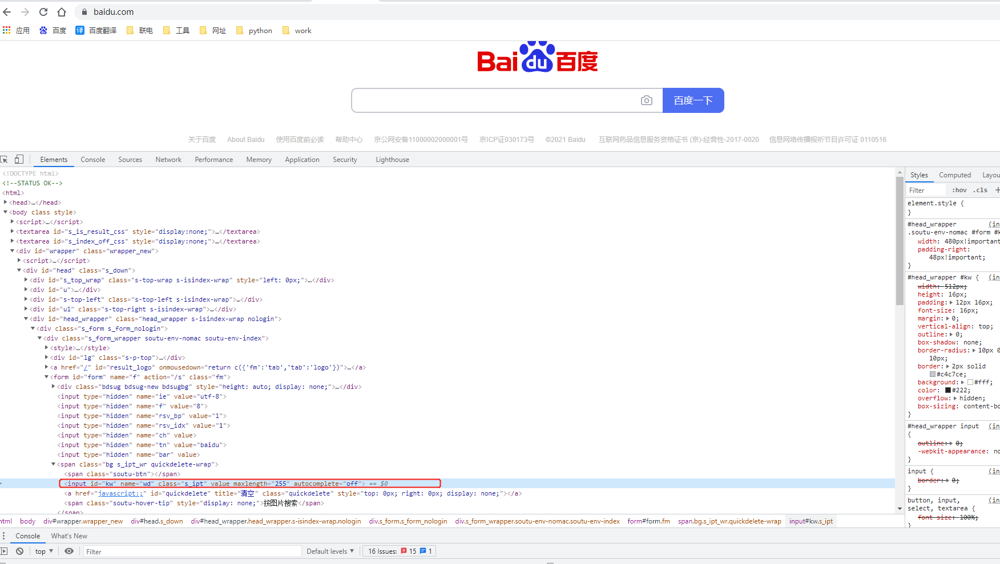 baidu.com
应用 百度 译 百度翻译 联电 工具 网址 python work
Bai du 百度
百度一下
关于百度 About Baidu 使用百度前必读 帮助中心 京公网安备11000002000001号 京ICP证030173号 ©2021 Baidu 互联网药品信息服务资格证书 (京)-经营性-2017-0020 信息网络传播视听节目许可证 0110516
Elements Console Sources Network Performance Memory Application Security Lighthouse
<!DOCTYPE html>
<!--STATUS OK-->
<html>
<head>…</head>
<body class style>
<script>…</script>
<textarea id="s_is_result_css" style="display:none;">…</textarea>
<textarea id="s_index_off_css" style="display:none;">…</textarea>
<div id="wrapper" class="wrapper_new">
<script>…</script>
<div id="head" class="s_down">
<div id="s_top_wrap" class="s-top-wrap s-isindex-wrap" style="left: 0px;">…</div>
<div id="u">…</div>
<div id="s-top-left" class="s-top-left s-isindex-wrap">…</div>
<div id="u1" class="s-top-right s-isindex-wrap">…</div>
<div id="head_wrapper" class="head_wrapper s-isindex-wrap nologin">
<div class="s_form s_form_nologin">
<div class="s_form_wrapper soutu-env-nomac soutu-env-index">
<style>…</style>
<div id="lg" class="s-p-top">…</div>
<a href="/" id="result_logo" onmousedown="return c({'fm':'tab','tab':'logo'})">…</a>
<form id="form" name="f" action="/s" class="fm">
<div class="bdsug bdsug-new bdsugbg" style="height: auto; display: none;">…</div>
<input type="hidden" name="ie" value="utf-8">
<input type="hidden" name="f" value="8">
<input type="hidden" name="rsv_bp" value="1">
<input type="hidden" name="rsv_idx" value="1">
<input type="hidden" name="ch" value>
<input type="hidden" name="tn" value="baidu">
<input type="hidden" name="bar" value>
<span class="bg s_ipt_wr quickdelete-wrap">
<span class="soutu-btn"></span>
<input id="kw" name="wd" class="s_ipt" value maxlength="255" autocomplete="off"> == $0
<a href="javascript:;" id="quickdelete" title="清空" class="quickdelete" style="top: 0px; right: 0px; display: none;"></a>
<span class="soutu-hover-tip" style="display: none;">按图片搜索</span>
</span>
Styles Computed Layou
Filter :hov .cls +
element.style {
}
#head_wrapper (in
.soutu-env-nomac #form #k
width: 480px!important
padding-right:
48px!important;
}
#head_wrapper #kw { (in
width: 512px;
height: 16px;
padding: 12px 16px;
font-size: 16px;
margin: 0;
vertical-align: top;
outline: 0;
box-shadow: none;
border-radius: 10px 0
10px;
border: 2px solid
#c4c7ce;
background: #fff;
color: #222;
overflow: hidden;
box-sizing: content-bo
}
#head_wrapper input (in
{
outline: 0;
-webkit-appearance: no
}
input { (in
border: 0;
}
button, input, (in
select, textarea {
font-size: 100%;
}
html body div#wrapper.wrapper_new div#head.s_down div#head_wrapper.head_wrapper.s-isindex-wrap.nologin div.s_form.s_form_nologin div.s_form_wrapper.soutu-env-nomac.soutu-env-index form#form.fm span.bg.s_ipt_wr.quickdelete-wrap input#kw.s_ipt
Console What's New
top Filter Default levels 16 Issues: 15 1